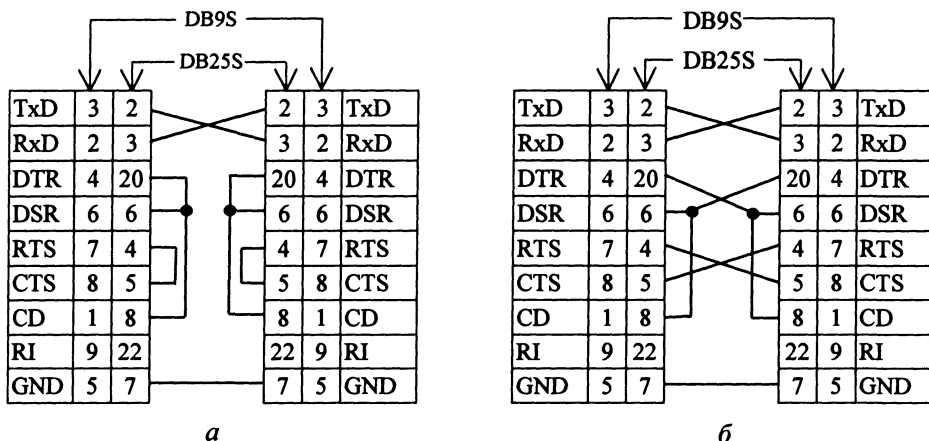 DB9S DB9S
DB25S DB25S
TxD 3 2 2 3 TxD TxD 3 2 2 3 TxD
RxD 2 3 3 2 RxD RxD 2 3 3 2 RxD
DTR 4 20 20 4 DTR DTR 4 20 20 4 DTR
DSR 6 6 6 6 DSR DSR 6 6 6 6 DSR
RTS 7 4 4 7 RTS RTS 7 4 4 7 RTS
CTS 8 5 5 8 CTS CTS 8 5 5 8 CTS
CD 1 8 8 1 CD CD 1 8 8 1 CD
RI 9 22 22 9 RI RI 9 22 22 9 RI
GND 5 7 7 5 GND GND 5 7 7 5 GND
а б